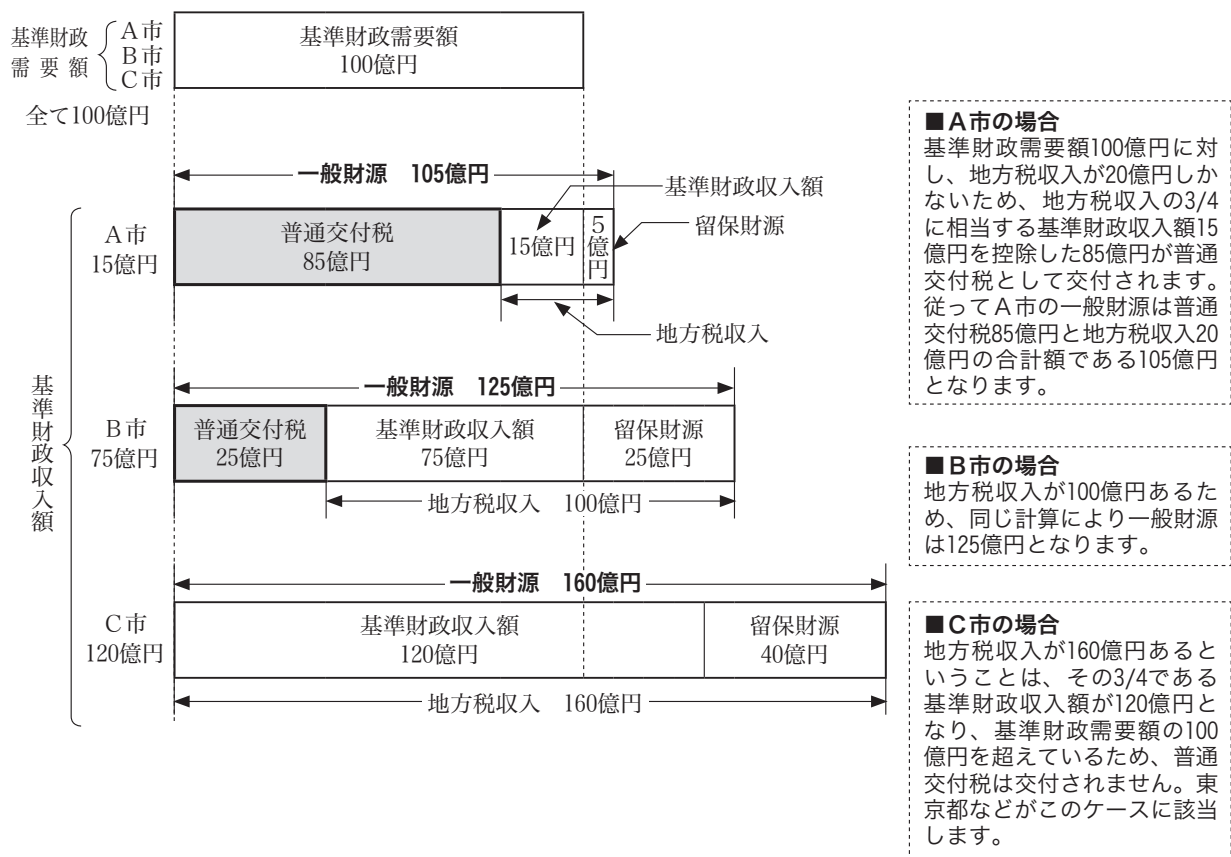 基準財政
需要額
A市
B市
C市
基準財政需要額
100億円
全て100億円
一般財源　105億円
基準財政収入額
留保財源
A市
15億円
普通交付税
85億円
15億円
5億円
地方税収入
基準財政収入額
一般財源　125億円
B市
75億円
普通交付税
25億円
基準財政収入額
75億円
留保財源
25億円
地方税収入　100億円
一般財源　160億円
C市
120億円
基準財政収入額
120億円
留保財源
40億円
地方税収入　160億円
■A市の場合
基準財政需要額100億円に対
し、地方税収入が20億円しか
ないため、地方税収入の3/4
に相当する基準財政収入額15
億円を控除した85億円が普通
交付税として交付されます。
従ってA市の一般財源は普通
交付税85億円と地方税収入20
億円の合計額である105億円
となります。
■B市の場合
地方税収入が100億円あるた
め、同じ計算により一般財源
は125億円となります。
■C市の場合
地方税収入が160億円あると
いうことは、その3/4である
基準財政収入額が120億円と
なり、基準財政需要額の100
億円を超えているため、普通
交付税は交付されません。東
京都などがこのケースに該当
します。